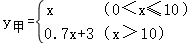 y甲={x (0<x≤10)
0.7x+3 (x>10)